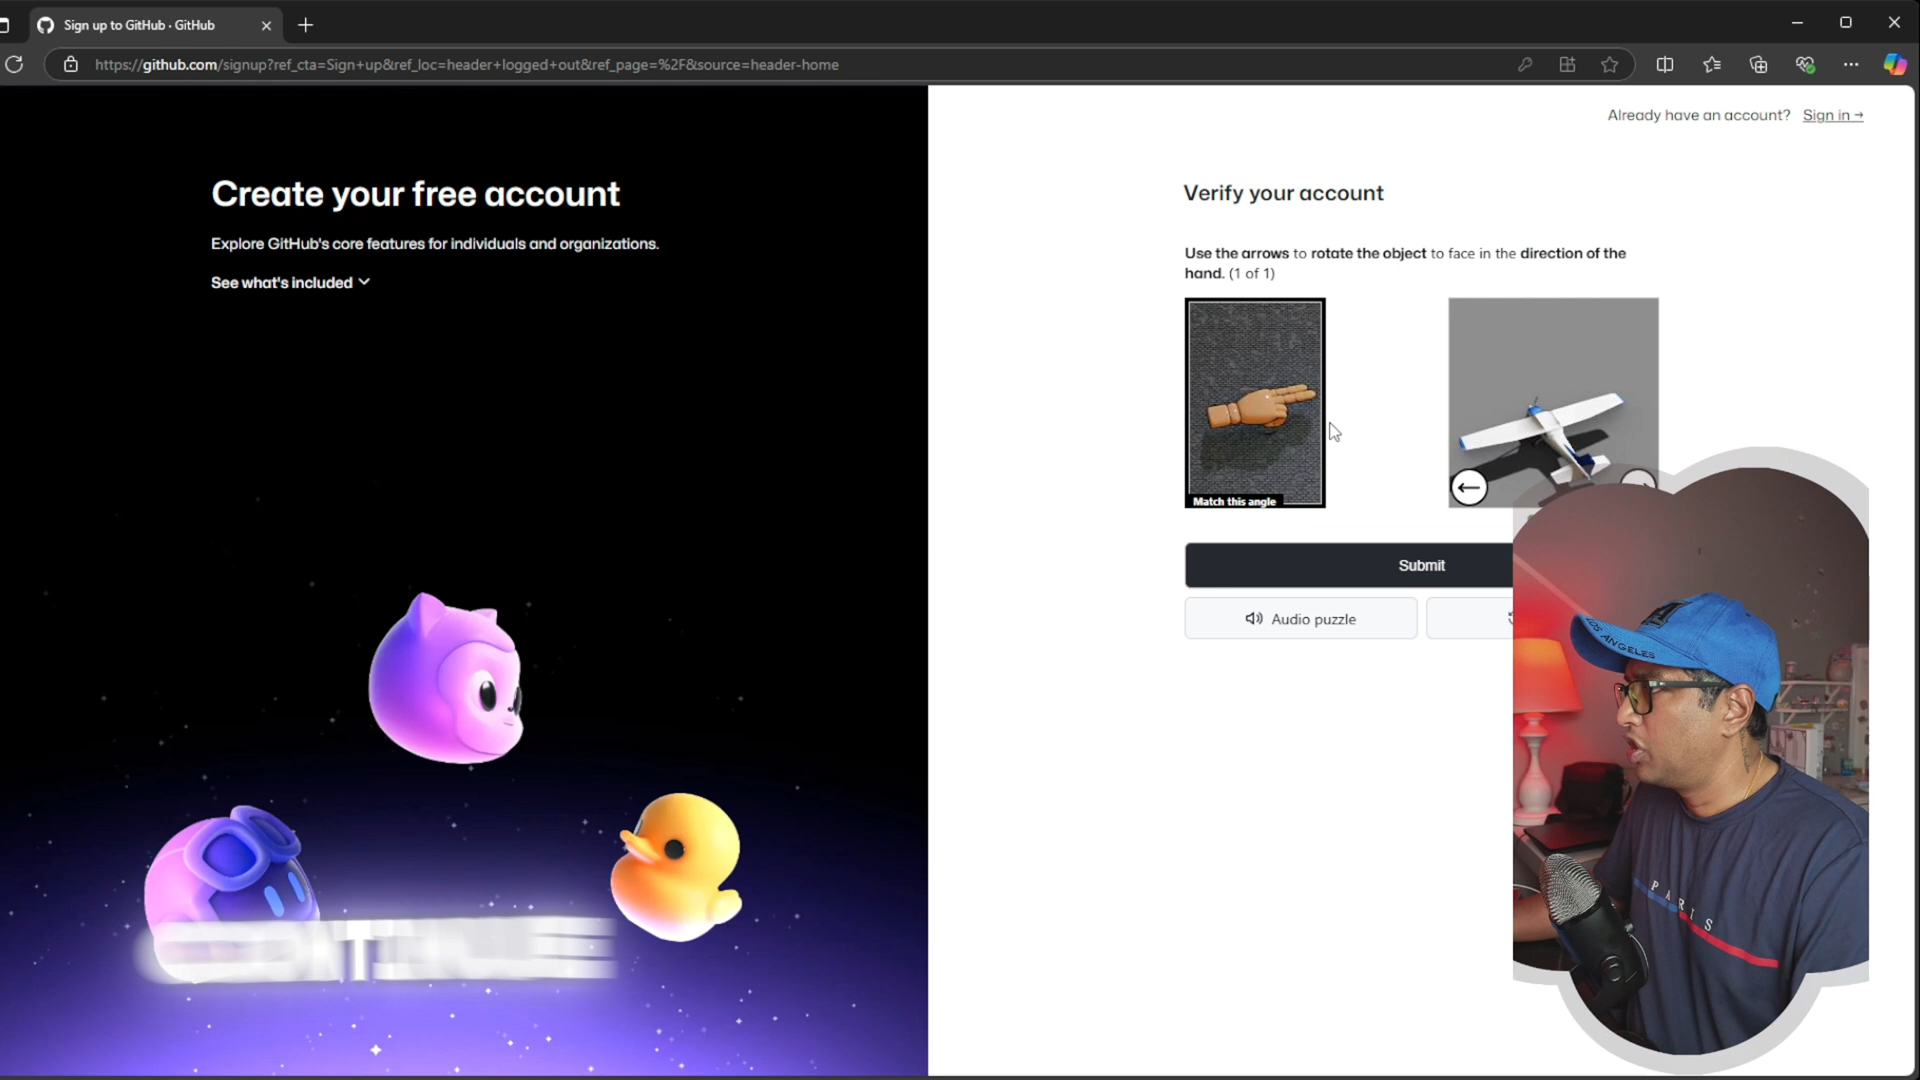 Sign up to GitHub · GitHub
https://github.com/signup?ref_cta=Sign+up&ref_loc=header+logged+out&ref_page=%2F&source=header-home
Already have an account? Sign in →
Create your free account
Explore GitHub's core features for individuals and organizations.
See what's included
Verify your account
Use the arrows to rotate the object to face in the direction of the
hand. (1 of 1)
Match this angle
Submit
Audio puzzle
LOS ANGELES
PARIS